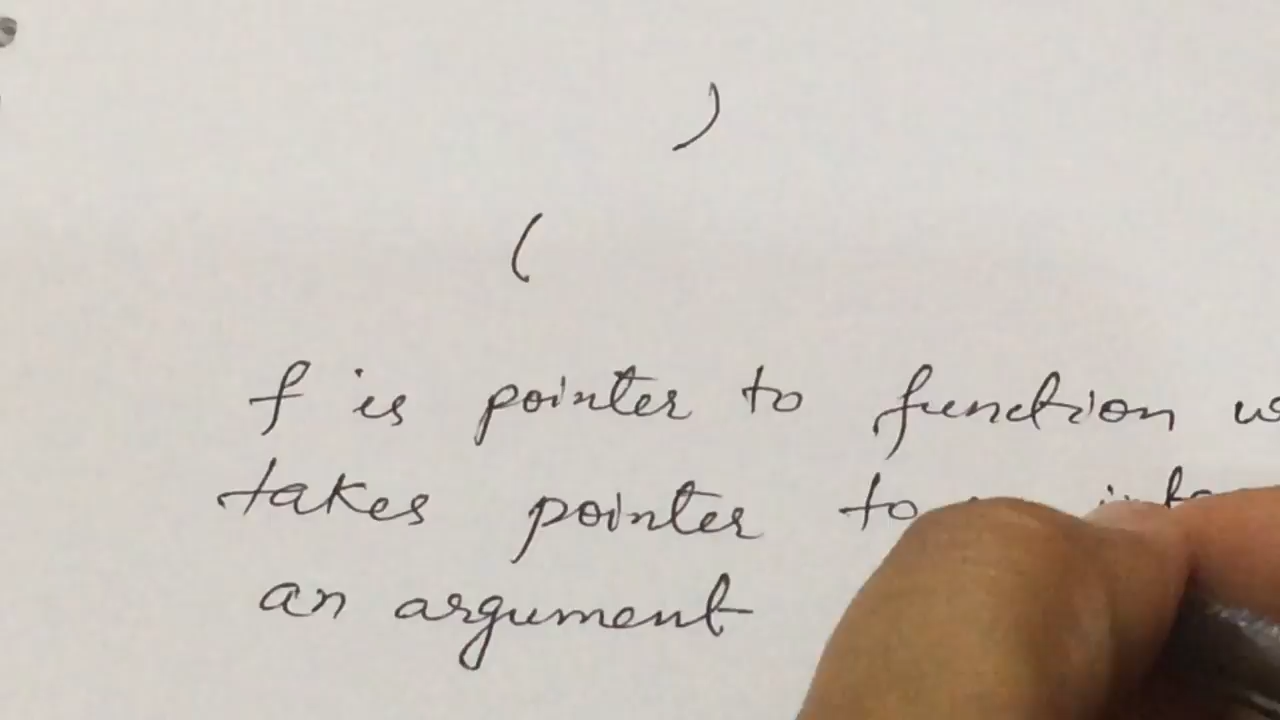 )
(
f is pointer to function
takes pointer to
an argument